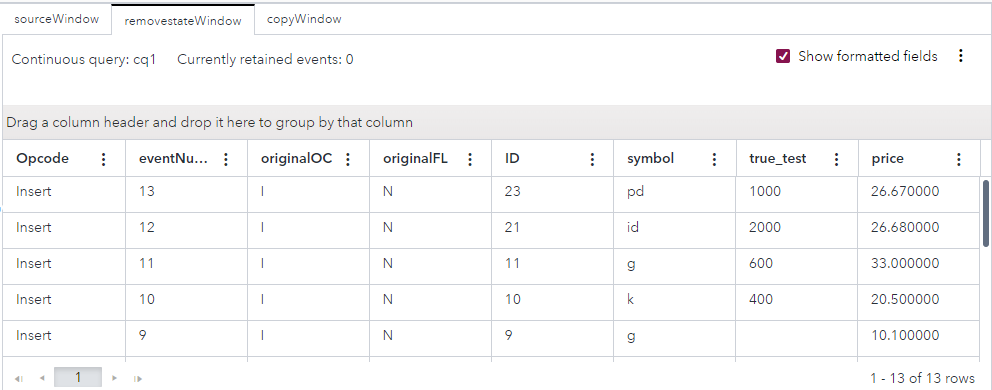 sourceWindow removestateWindow copyWindow
Continuous query: cq1 Currently retained events: 0 Show formatted fields
Drag a column header and drop it here to group by that column
Opcode eventNu... originalOC originalFL ID symbol true_test price
Insert 13 I N 23 pd 1000 26.670000
Insert 12 I N 21 id 2000 26.680000
Insert 11 I N 11 g 600 33.000000
Insert 10 I N 10 k 400 20.500000
Insert 9 I N 9 g 10.100000
1 1 - 13 of 13 rows